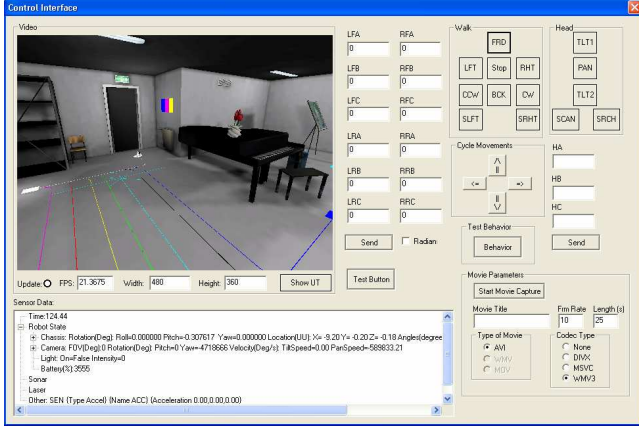 Control Interface
Video
Update: FPS: 21.3675 Width: 480 Height: 360 Show UT
LFA RFA
0 0
LFB RFB
0 0
LFC RFC
0 0
LRA RRA
0 0
LRB RRB
0 0
LRC RRC
0 0
Send Radian
Test Button
Walk
FRD
LFT Stop RHT
CCW BCK CW
SLFT SRHT
Head
TLT1
PAN
TLT2
SCAN SRCH
Cycle Movements
/\
||
<= =>
||
\/
HA
HB
HC
Send
Test Behavior
Behavior
Movie Parameters
Start Movie Capture
Movie Title Frm Rate Length (s)
10 25
Type of Movie
AVI
WMV
MOV
Codec Type
None
DIVX
MSVC
WMV3
Sensor Data:
Time:124.44
Robot State
Chassis: Rotation(Deg): Roll=0.000000 Pitch=-0.307617 Yaw=0.000000 Location(UU): X= -9.20 Y= -0.20 Z= -0.18 Angles(degree
Camera: FOV(Deg):0 Rotation(Deg): Pitch=0 Yaw=-4718666 Velocity(Deg/s): TiltSpeed=0.00 PanSpeed=-589833.21
Light: On=False Intensity=0
Battery(%):3555
Sonar
Laser
Other: SEN {Type Accel} {Name ACC} {Acceleration 0.00,0.00,0.00}